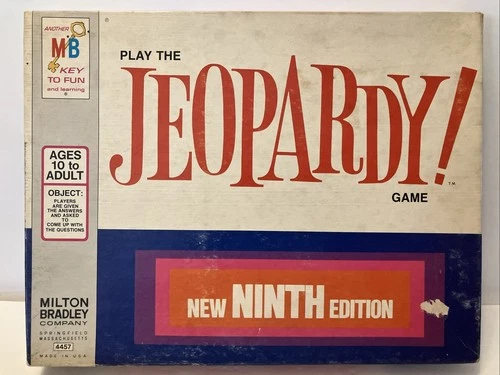 ANOTHER
MB
KEY
TO FUN
and learning
®
PLAY THE
JEOPARDY!
T.M.
GAME
AGES
10 to
ADULT
OBJECT:
PLAYERS
ARE GIVEN
THE ANSWERS
AND ASKED
TO
COME UP WITH
THE QUESTIONS
NEW NINTH EDITION
MILTON
BRADLEY
COMPANY
SPRINGFIELD
MASSACHUSETTS
4457
MADE IN U.S.A.